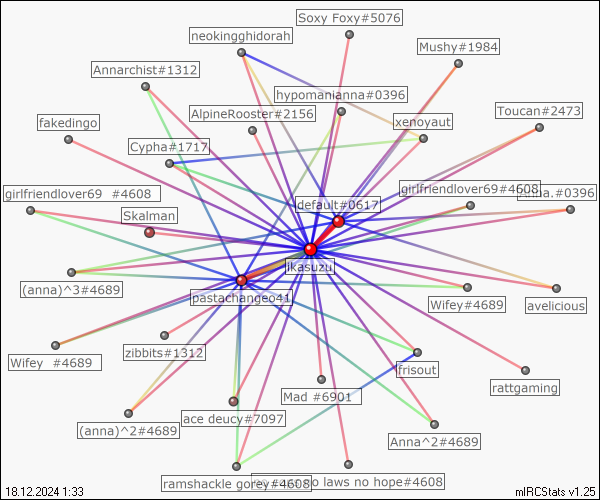 Soxy Foxy#5076
neokingghidorah
Mushy#1984
Annarchist#1312
hypomanianna#0396
AlpineRooster#2156
Toucan#2473
fakedingo
xenoyaut
Cypha#1717
girlfriendlover69 #4608
girlfriendlover69#4608
Anna.#0396
default#0617
Skalman
ikasuzu
(anna)^3#4689
pastachangeo41
Wifey#4689
avelicious
Wifey #4689
zibbits#1312
frisout
Mad #6901
rattgaming
ace deucy#7097
(anna)^2#4689
Anna^2#4689
ramshackle gorey#4608
no laws no hope#4608
18.12.2024 1:33
mIRCStats v1.25